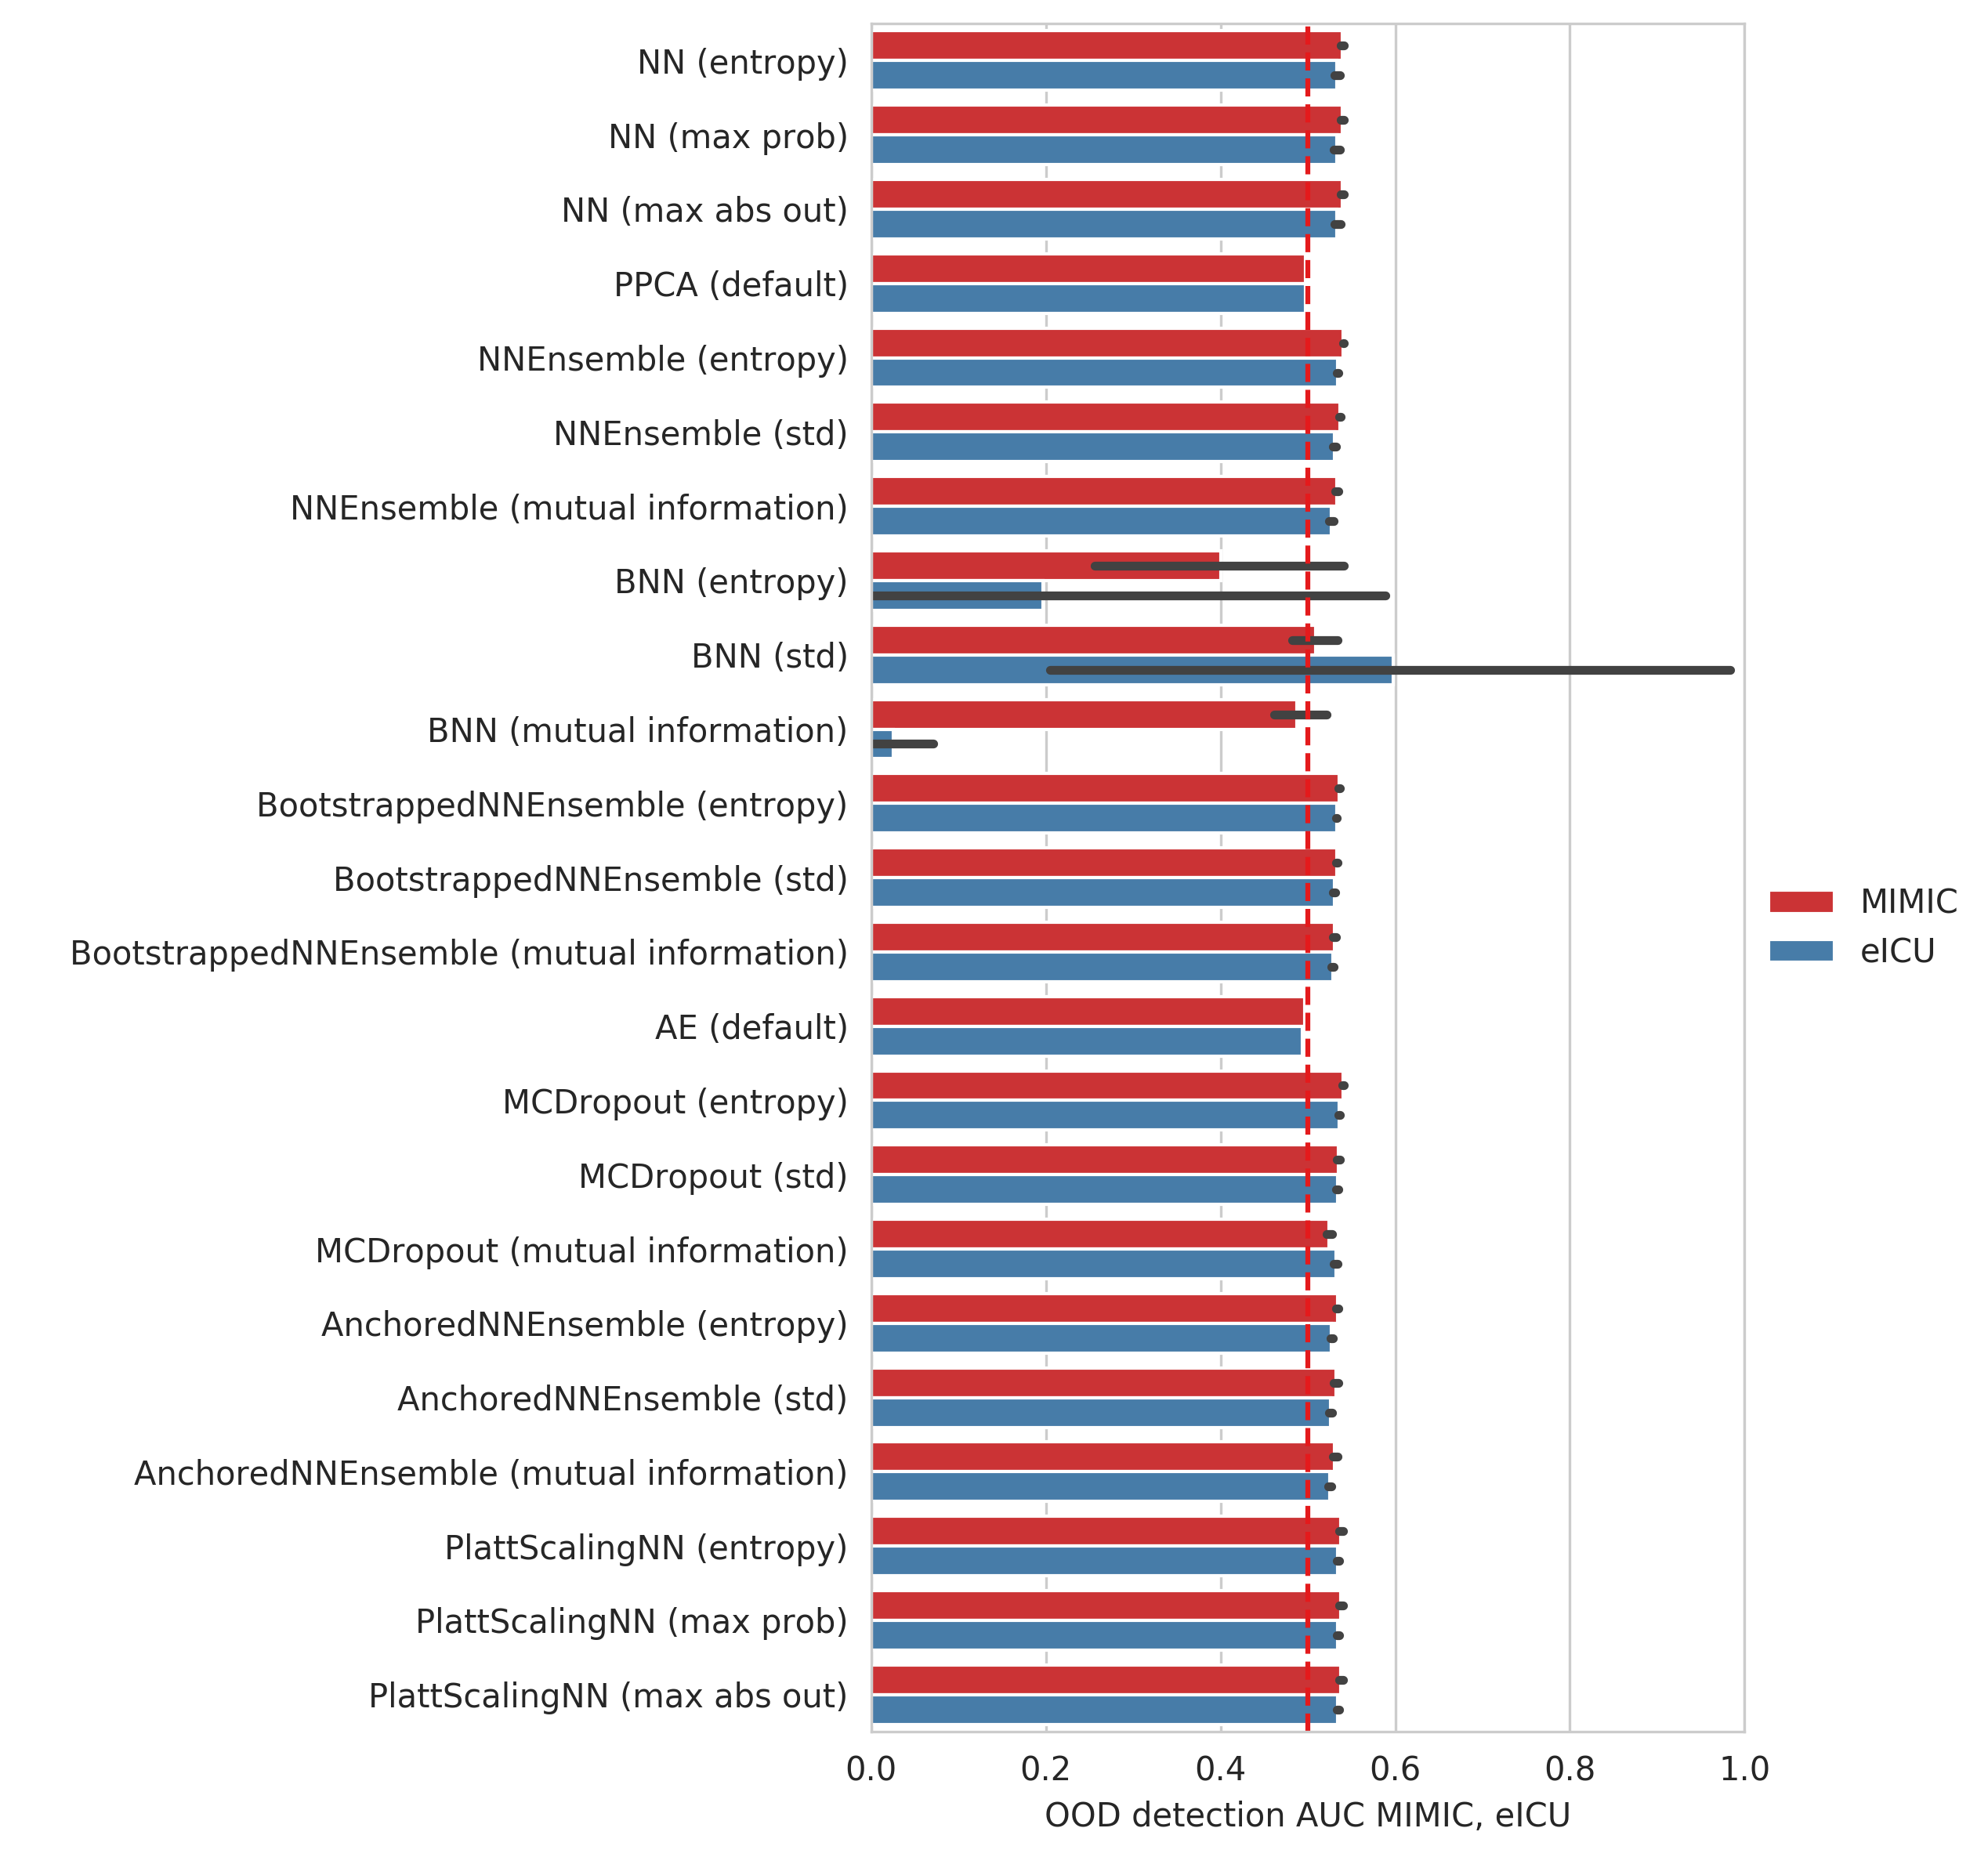 NN (entropy)
NN (max prob)
NN (max abs out)
PPCA (default)
NNEnsemble (entropy)
NNEnsemble (std)
NNEnsemble (mutual information)
BNN (entropy)
BNN (std)
BNN (mutual information)
BootstrappedNNEnsemble (entropy)
BootstrappedNNEnsemble (std)
BootstrappedNNEnsemble (mutual information)
AE (default)
MCDropout (entropy)
MCDropout (std)
MCDropout (mutual information)
AnchoredNNEnsemble (entropy)
AnchoredNNEnsemble (std)
AnchoredNNEnsemble (mutual information)
PlattScalingNN (entropy)
PlattScalingNN (max prob)
PlattScalingNN (max abs out)
0.0 0.2 0.4 0.6 0.8 1.0
OOD detection AUC MIMIC, eICU
MIMIC
eICU